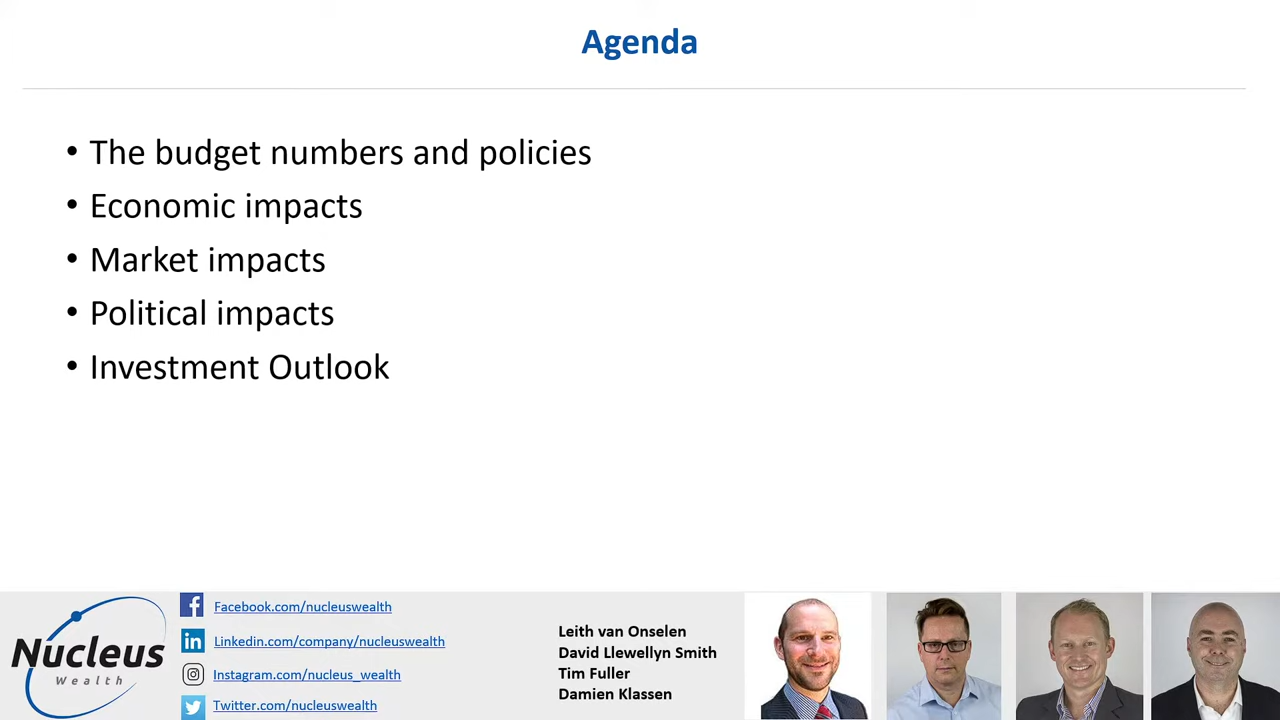 Agenda
• The budget numbers and policies
• Economic impacts
• Market impacts
• Political impacts
• Investment Outlook
Nucleus
Wealth
Facebook.com/nucleuswealth
Linkedin.com/company/nucleuswealth
Instagram.com/nucleus_wealth
Twitter.com/nucleuswealth
Leith van Onselen
David Llewellyn Smith
Tim Fuller
Damien Klassen